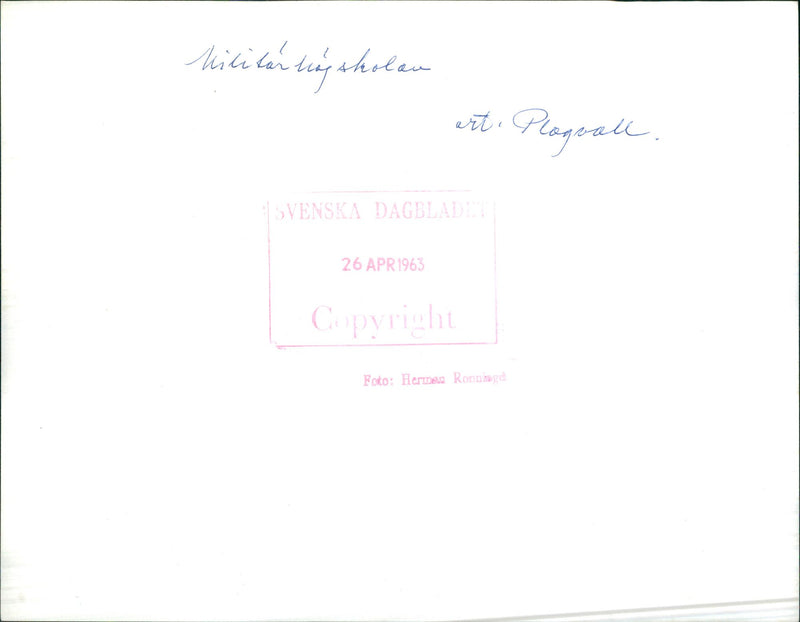 Militärhögskolan
art. Plogvall.
SVENSKA DAGBLADET
26 APR 1963
Copyright
Foto: Herman Ronninger